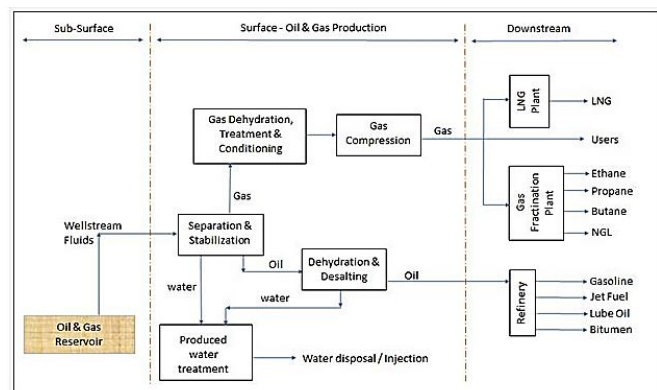 Sub-Surface
Surface - Oil & Gas Production
Downstream
Gas Dehydration,
Treatment &
Conditioning
Gas
Compression
Gas
LNG
Plant
LNG
Users
Gas
Fractination
Plant
Ethane
Propane
Butane
NGL
Gas
Wellstream
Fluids
Separation &
Stabilization
Oil
Dehydration &
Desalting
Oil
water
water
Refinery
Gasoline
Jet Fuel
Lube Oil
Bitumen
Oil & Gas
Reservoir
Produced
water
treatment
Water disposal / Injection